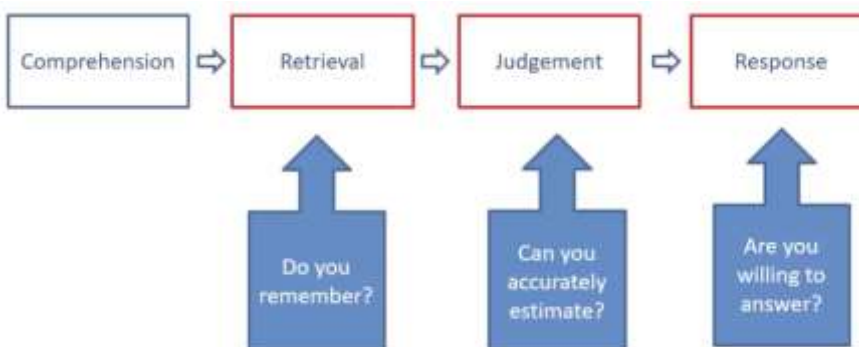 Comprehension
Retrieval
Judgement
Response
Do you
remember?
Can you
accurately
estimate?
Are you
willing to
answer?